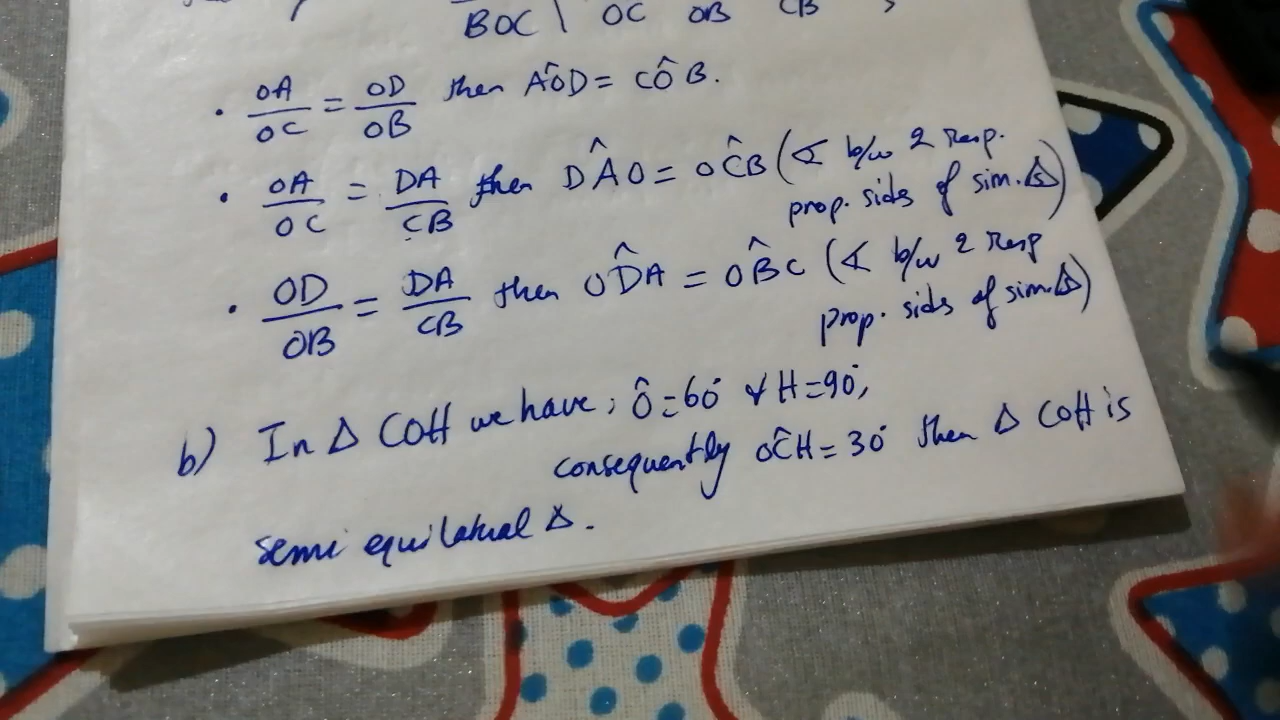 BOC | OC OB CB
• OA/OC = OD/OB then AÔD = CÔB.
• OA/OC = DA/CB then DÂO = OĈB (∢ b/w 2 resp.
prop. sides of sim. Δs)
• OD/OB = DA/CB then OD̂A = OB̂C (∢ b/w 2 resp
prop. sides of sim. Δs)
b) In Δ COH we have; Ô=60° & H=90°,
consequently OĈH = 30° then Δ COH is
semi equilatual Δ.